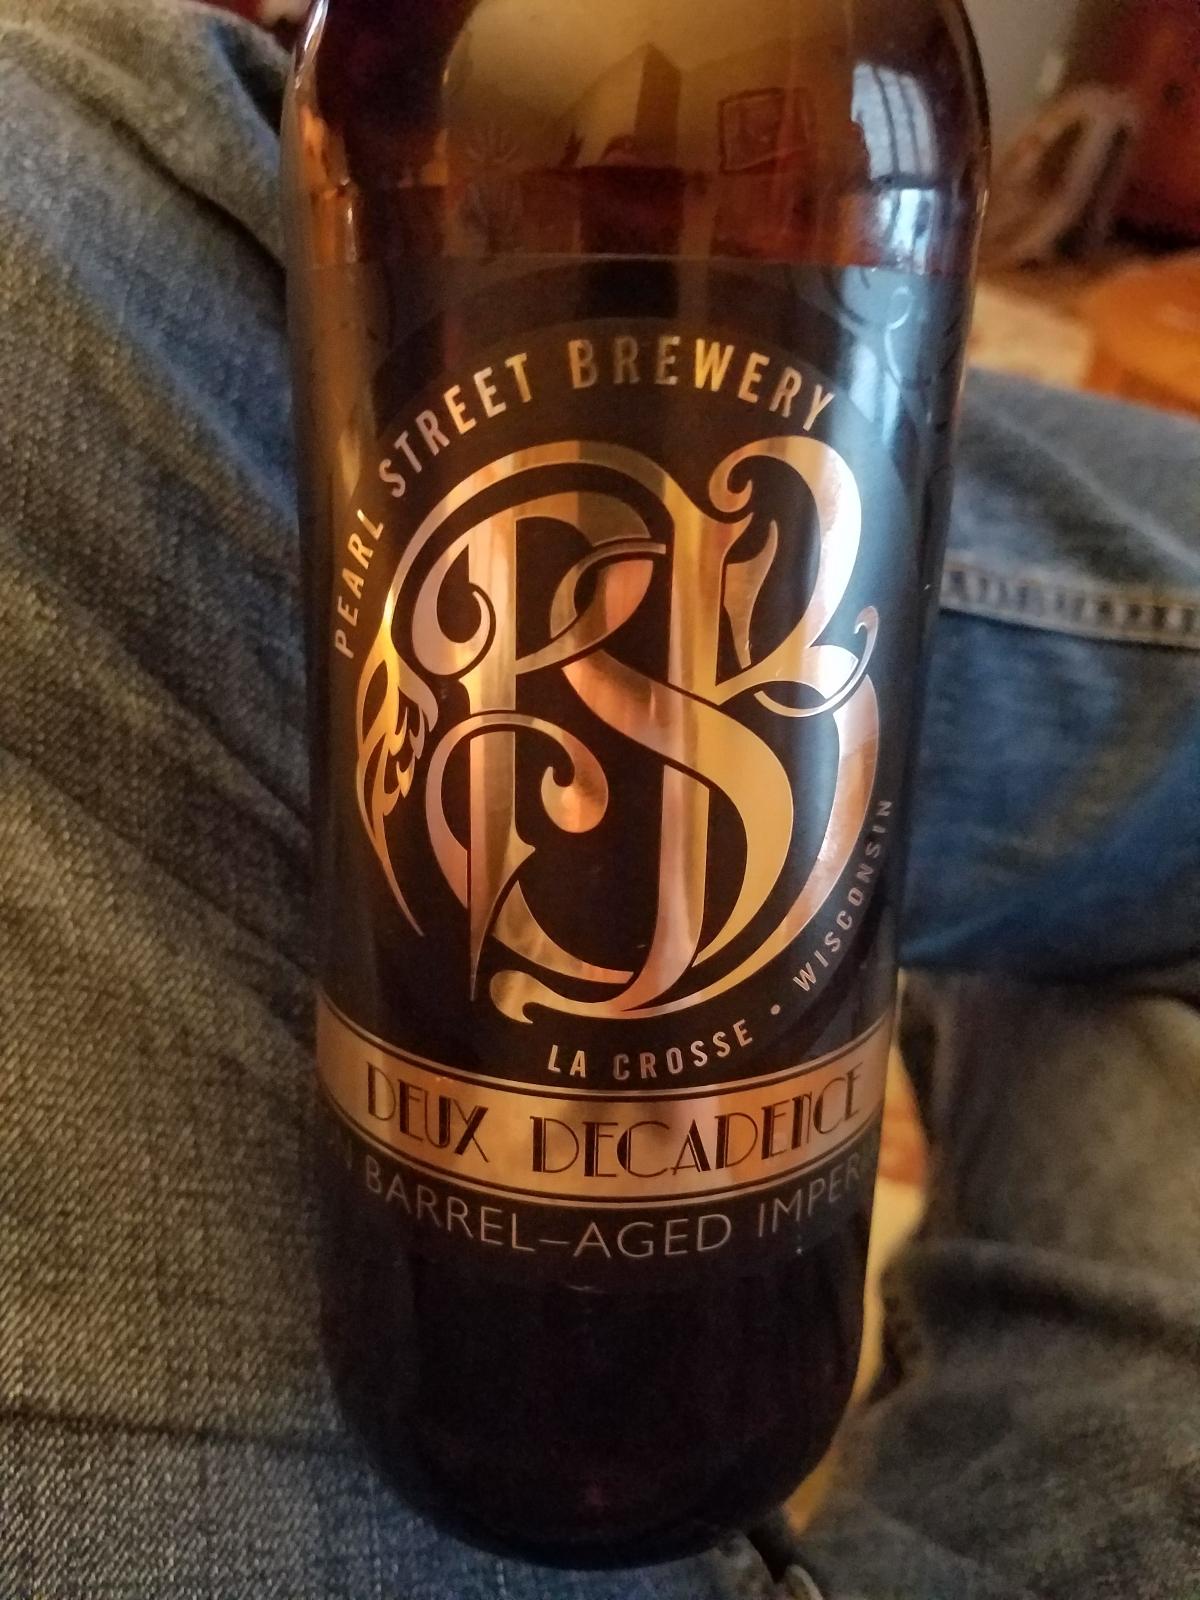 PEARL STREET BREWERY
PSB
LA CROSSE • WISCONSIN
DEUX DECADENCE
BARREL–AGED